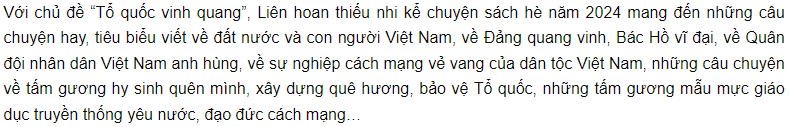 Với chủ đề “Tổ quốc vinh quang”, Liên hoan thiếu nhi kể chuyện sách hè năm 2024 mang đến những câu
chuyện hay, tiêu biểu viết về đất nước và con người Việt Nam, về Đảng quang vinh, Bác Hồ vĩ đại, về Quân
đội nhân dân Việt Nam anh hùng, về sự nghiệp cách mạng vẻ vang của dân tộc Việt Nam, những câu chuyện
về tấm gương hy sinh quên mình, xây dựng quê hương, bảo vệ Tổ quốc, những tấm gương mẫu mực giáo
dục truyền thống yêu nước, đạo đức cách mạng…